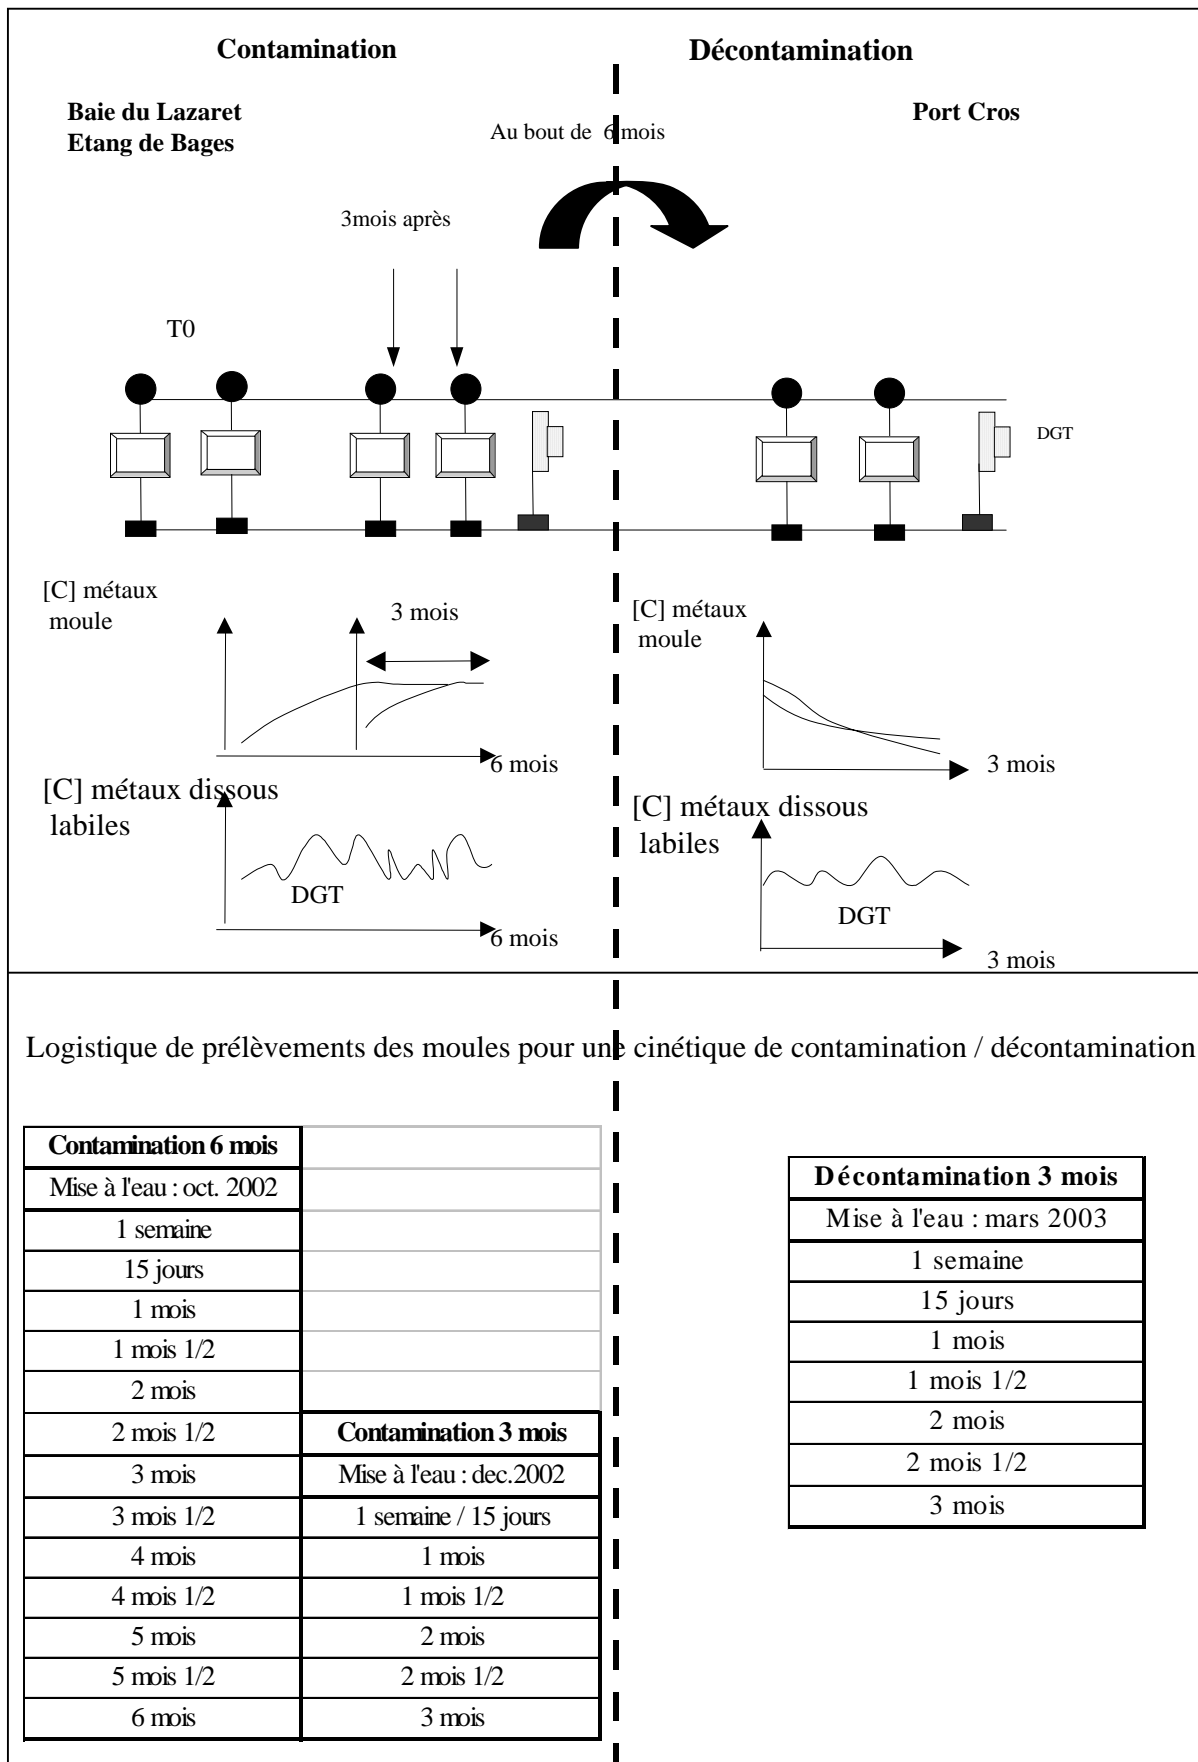 Contamination
Décontamination
Baie du Lazaret
Etang de Bages
Port Cros
Au bout de 6 mois
3mois après
T0
DGT
[C] métaux
moule
3 mois
6 mois
[C] métaux
moule
3 mois
[C] métaux dissous
labiles
DGT
6 mois
[C] métaux dissous
labiles
DGT
3 mois
Logistique de prélèvements des moules pour une cinétique de contamination / décontamination
Contamination 6 mois
Mise à l'eau : oct. 2002
1 semaine
15 jours
1 mois
1 mois 1/2
2 mois
2 mois 1/2
3 mois
3 mois 1/2
4 mois
4 mois 1/2
5 mois
5 mois 1/2
6 mois
Contamination 3 mois
Mise à l'eau : dec.2002
1 semaine / 15 jours
1 mois
1 mois 1/2
2 mois
2 mois 1/2
3 mois
Décontamination 3 mois
Mise à l'eau : mars 2003
1 semaine
15 jours
1 mois
1 mois 1/2
2 mois
2 mois 1/2
3 mois